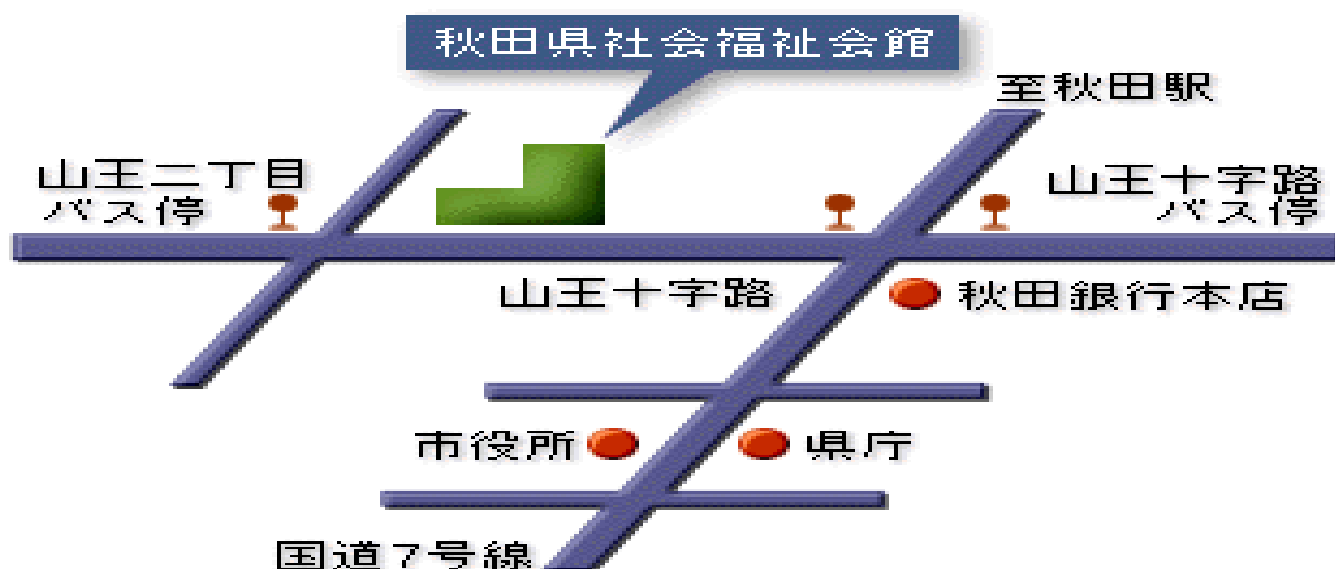 秋田県社会福祉会館
至秋田駅
山王二丁目
バス停
山王十字路
バス停
山王十字路
秋田銀行本店
市役所
県庁
国道7号線